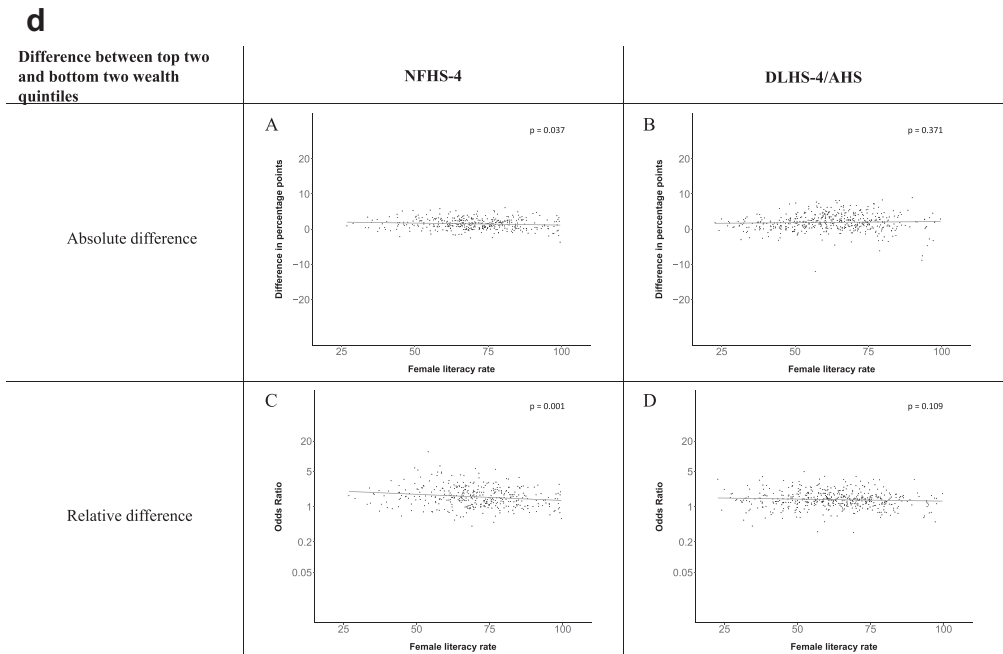 d
Difference between top two
and bottom two wealth
quintiles
NFHS-4
DLHS-4/AHS
Absolute difference
A
p = 0.037
Difference in percentage points
20
10
0
−10
−20
25 50 75 100
Female literacy rate
B
p = 0.371
Difference in percentage points
20
10
0
−10
−20
25 50 75 100
Female literacy rate
Relative difference
C
p = 0.001
Odds Ratio
20
5
1
0.2
0.05
25 50 75 100
Female literacy rate
D
p = 0.109
Odds Ratio
20
5
1
0.2
0.05
25 50 75 100
Female literacy rate